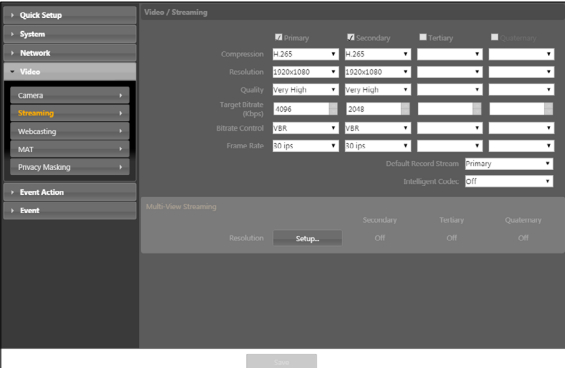 Quick Setup
System
Network
Video
Camera
Streaming
Webcasting
MAT
Privacy Masking
Event Action
Event
Video / Streaming
Primary Secondary Tertiary Quaternary
Compression H.265 H.265
Resolution 1920x1080 1920x1080
Quality Very High Very High
Target Bitrate
(Kbps) 4096 2048
Bitrate Control VBR VBR
Frame Rate 30 ips 30 ips
Default Record Stream Primary
Intelligent Codec Off
Multi-View Streaming
Secondary Tertiary Quaternary
Resolution Setup... Off Off Off
Save